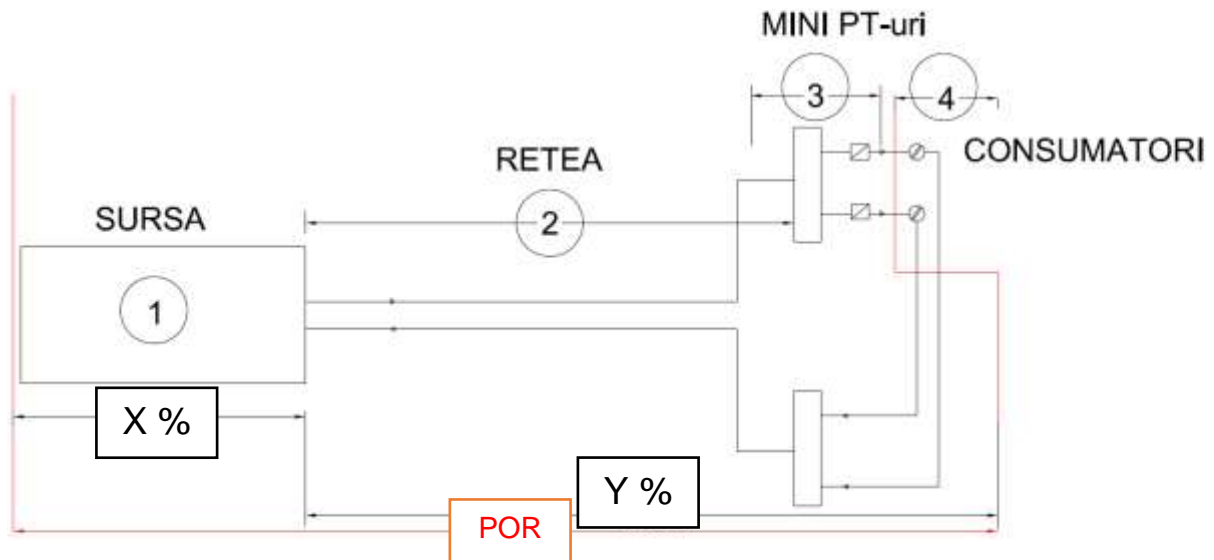 MINI PT-uri
3
4
CONSUMATORI
RETEA
2
SURSA
1
X %
Y %
POR